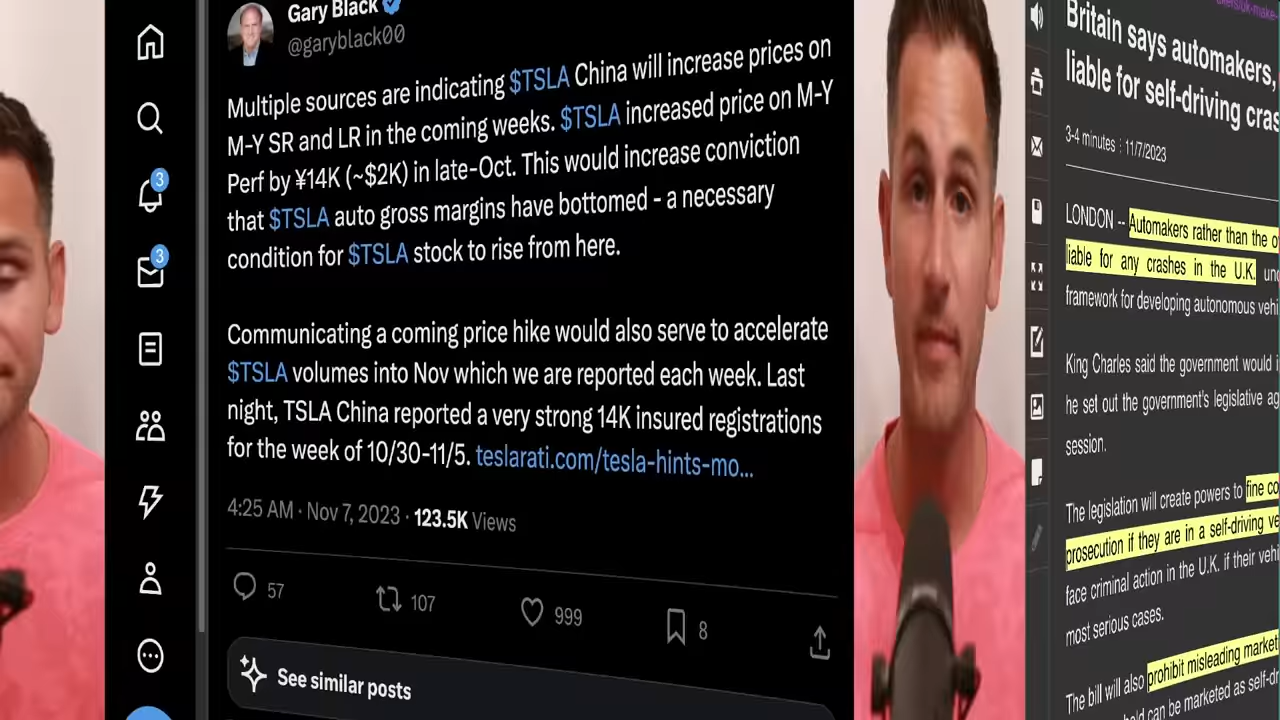 Gary Black
@garyblack00
Multiple sources are indicating $TSLA China will increase prices on
M-Y SR and LR in the coming weeks. $TSLA increased price on M-Y
Perf by ¥14K (~$2K) in late-Oct. This would increase conviction
that $TSLA auto gross margins have bottomed - a necessary
condition for $TSLA stock to rise from here.
Communicating a coming price hike would also serve to accelerate
$TSLA volumes into Nov which we are reported each week. Last
night, TSLA China reported a very strong 14K insured registrations
for the week of 10/30-11/5. teslarati.com/tesla-hints-mo...
4:25 AM · Nov 7, 2023 · 123.5K Views
57
107
999
8
See similar posts
3
3
Britain says automakers,
liable for self-driving cras
3-4 minutes : 11/7/2023
LONDON -- Automakers rather than the o
liable for any crashes in the U.K. und
framework for developing autonomous vehi
King Charles said the government would i
he set out the government's legislative ag
session.
The legislation will create powers to fine co
prosecution if they are in a self-driving ve
face criminal action in the U.K. if their vehi
most serious cases.
The bill will also prohibit misleading market
hold can be marketed as self-dr